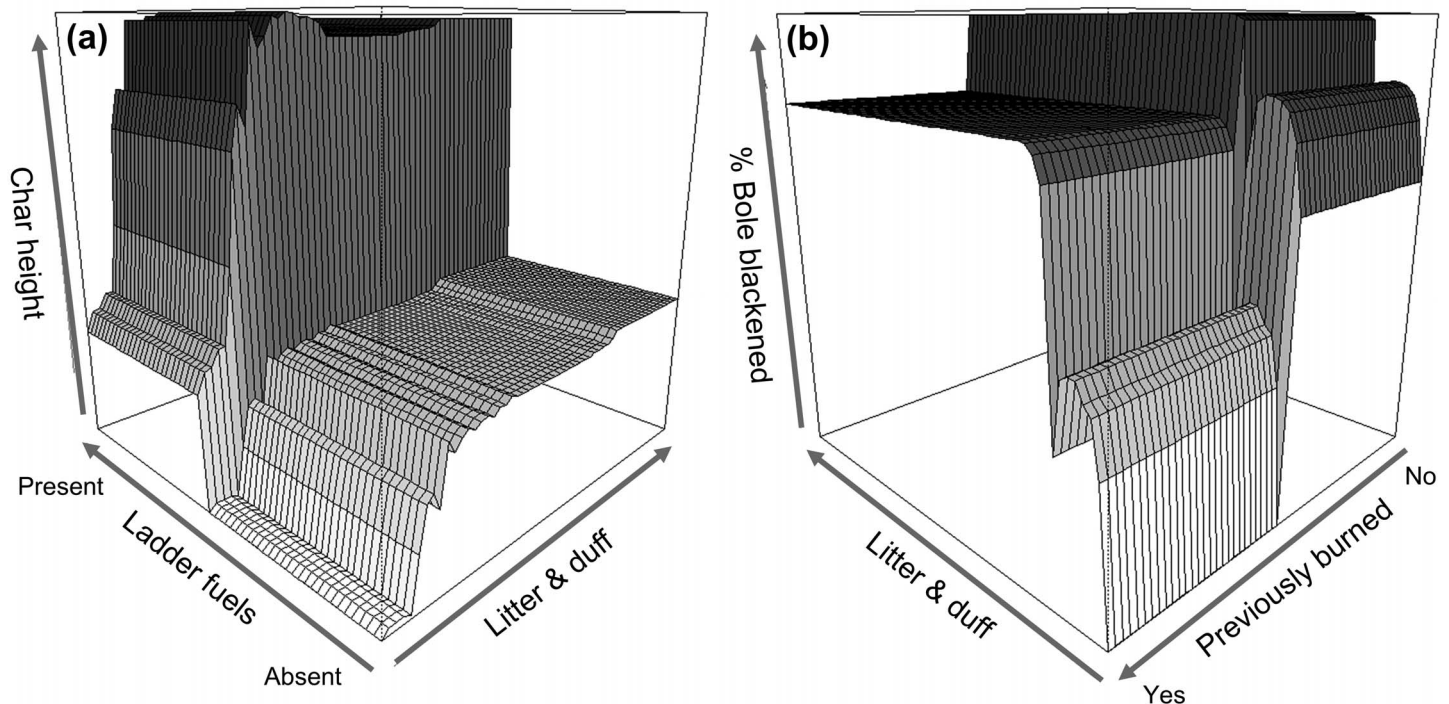 (a)
Char height
Present
Ladder fuels
Absent
Litter & duff
(b)
% Bole blackened
Litter & duff
Previously burned
No
Yes